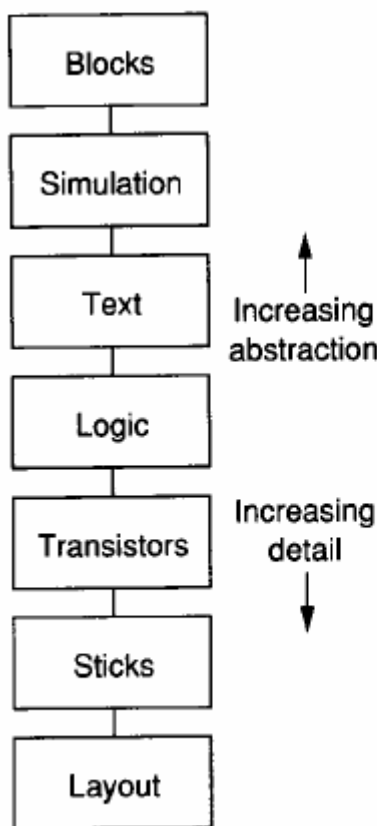 Blocks
Simulation
Text
Increasing
abstraction
Logic
Transistors
Increasing
detail
Sticks
Layout